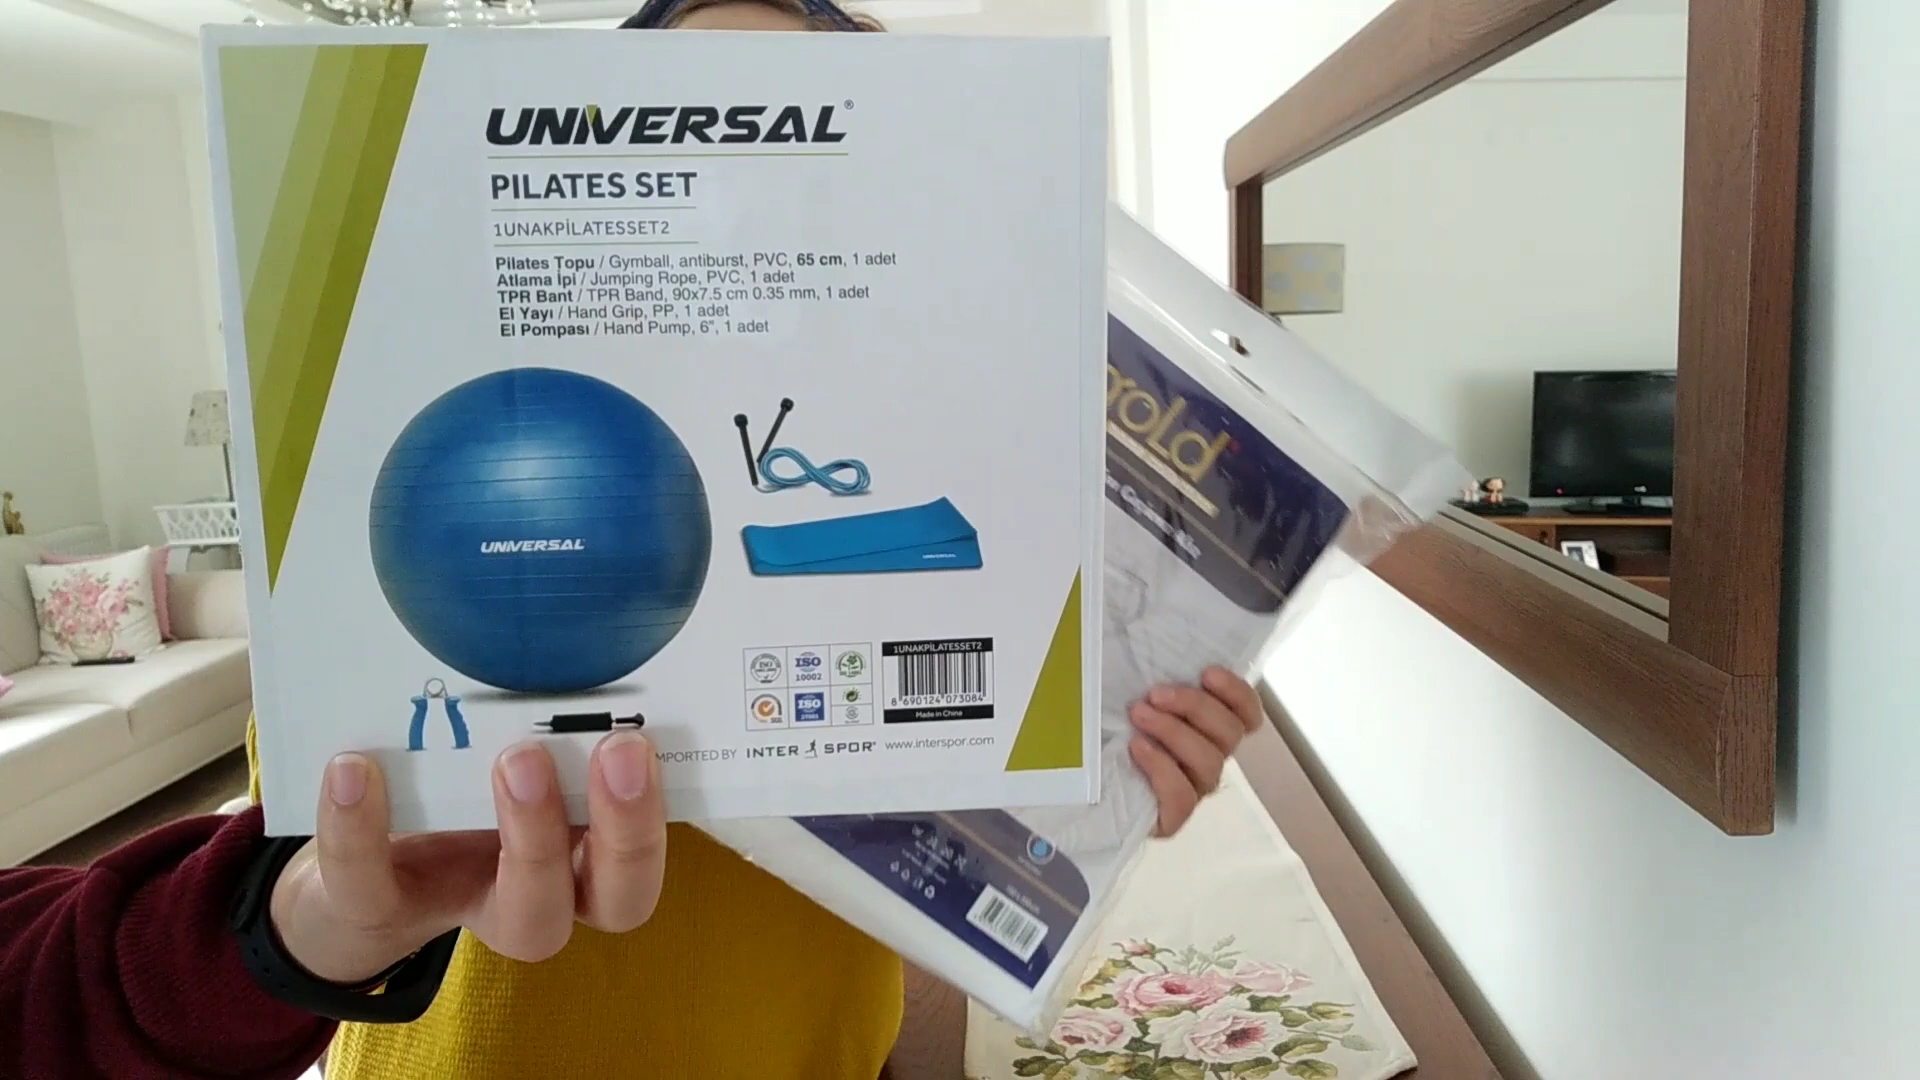 UNIVERSAL®
PILATES SET
1UNAKPİLATESSET2
Pilates Topu / Gymball, antiburst, PVC, 65 cm, 1 adet
Atlama İpi / Jumping Rope, PVC, 1 adet
TPR Bant / TPR Band, 90x7.5 cm 0.35 mm, 1 adet
El Yayı / Hand Grip, PP, 1 adet
El Pompası / Hand Pump, 6", 1 adet
UNIVERSAL
UNIVERSAL
ISO
ISO
10002
ISO
27001
SGL
1UNAKPİLATESSET2
8 690124 073084
Made in China
MPORTED BY INTER SPOR® www.interspor.com
gold